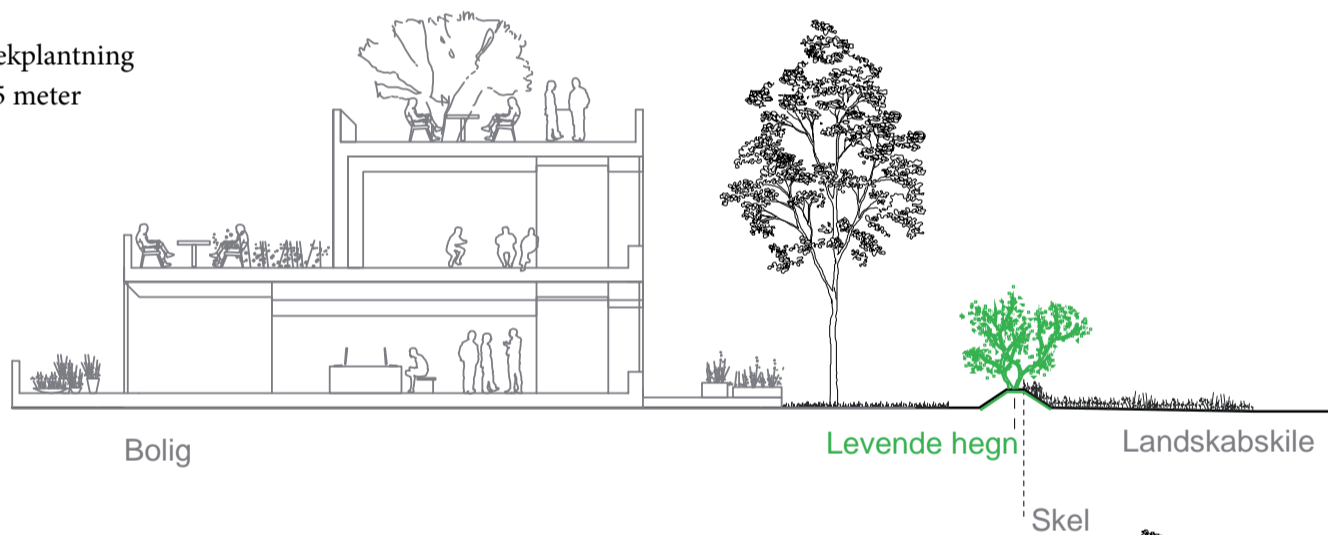 ekplantning
5 meter
Bolig
Levende hegn
Landskabskile
Skel